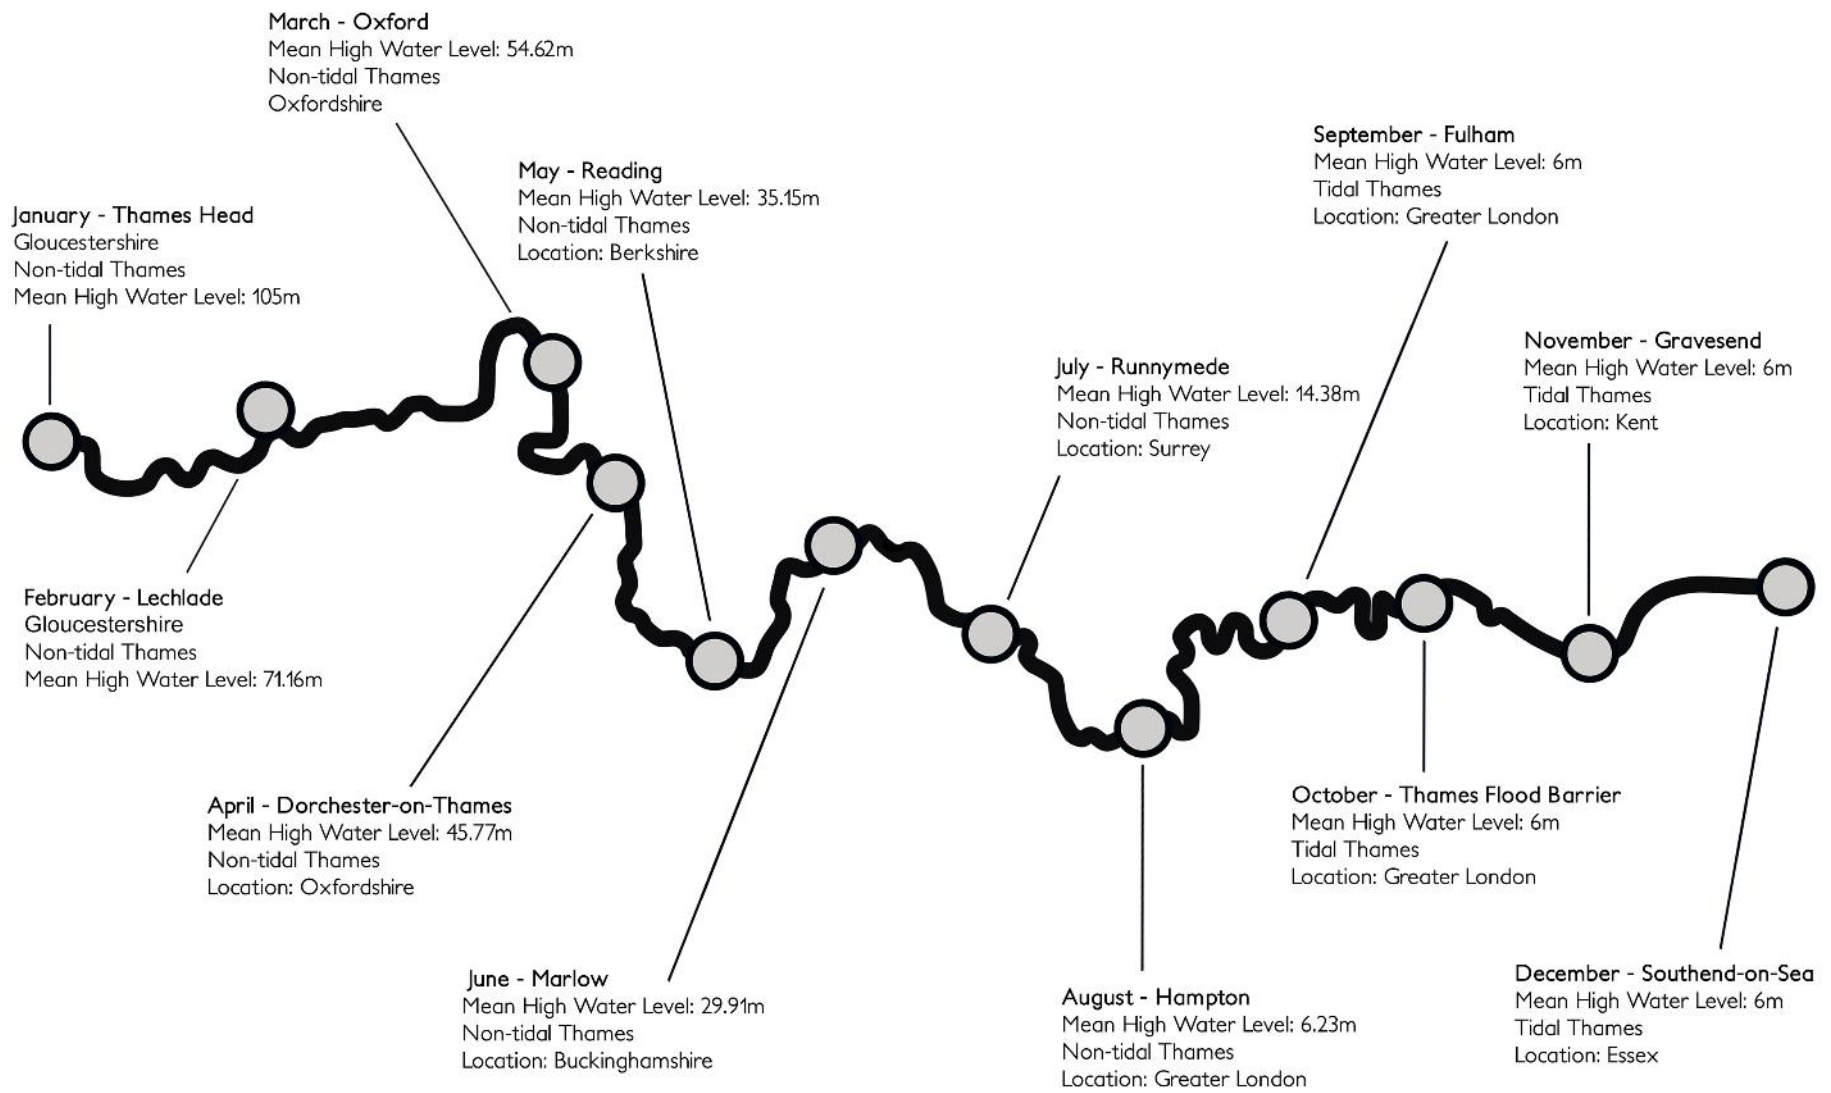 March - Oxford
Mean High Water Level: 54.62m
Non-tidal Thames
Oxfordshire
May - Reading
Mean High Water Level: 35.15m
Non-tidal Thames
Location: Berkshire
September - Fulham
Mean High Water Level: 6m
Tidal Thames
Location: Greater London
January - Thames Head
Gloucestershire
Non-tidal Thames
Mean High Water Level: 105m
November - Gravesend
Mean High Water Level: 6m
Tidal Thames
Location: Kent
July - Runnymede
Mean High Water Level: 14.38m
Non-tidal Thames
Location: Surrey
February - Lechlade
Gloucestershire
Non-tidal Thames
Mean High Water Level: 71.16m
April - Dorchester-on-Thames
Mean High Water Level: 45.77m
Non-tidal Thames
Location: Oxfordshire
October - Thames Flood Barrier
Mean High Water Level: 6m
Tidal Thames
Location: Greater London
June - Marlow
Mean High Water Level: 29.91m
Non-tidal Thames
Location: Buckinghamshire
August - Hampton
Mean High Water Level: 6.23m
Non-tidal Thames
Location: Greater London
December - Southend-on-Sea
Mean High Water Level: 6m
Tidal Thames
Location: Essex